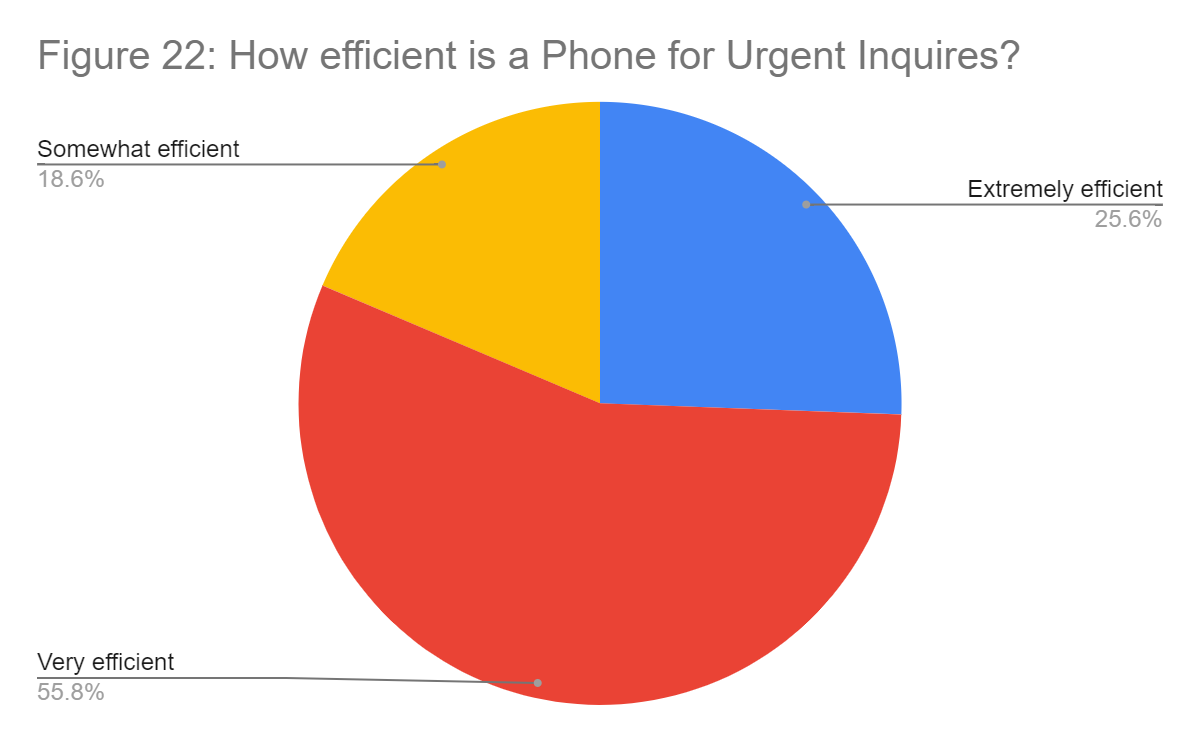 Figure 22: How efficient is a Phone for Urgent Inquires?
Somewhat efficient
18.6%
Extremely efficient
25.6%
Very efficient
55.8%